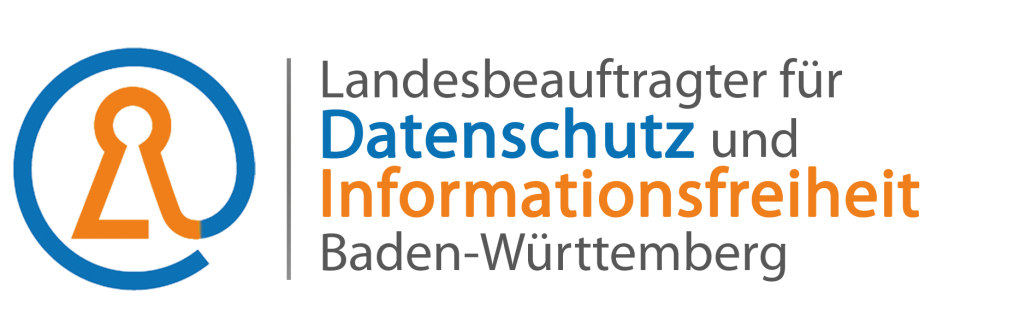 Landesbeauftragter für
Datenschutz und
Informationsfreiheit
Baden-Württemberg